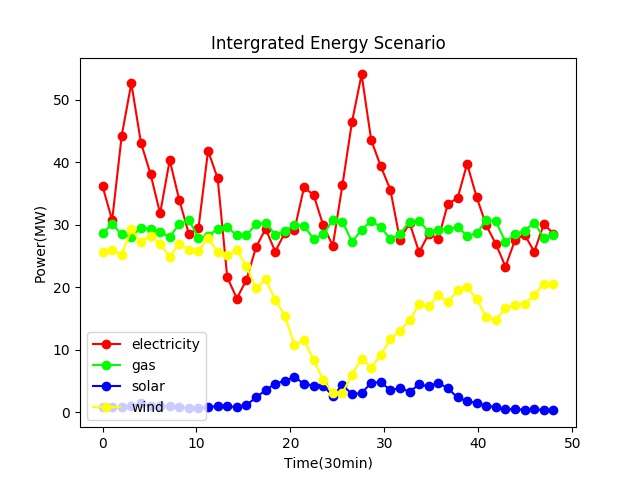 Intergrated Energy Scenario
Power(MW)
50
40
30
20
10
0
electricity
gas
solar
wind
0 10 20 30 40 50
Time(30min)